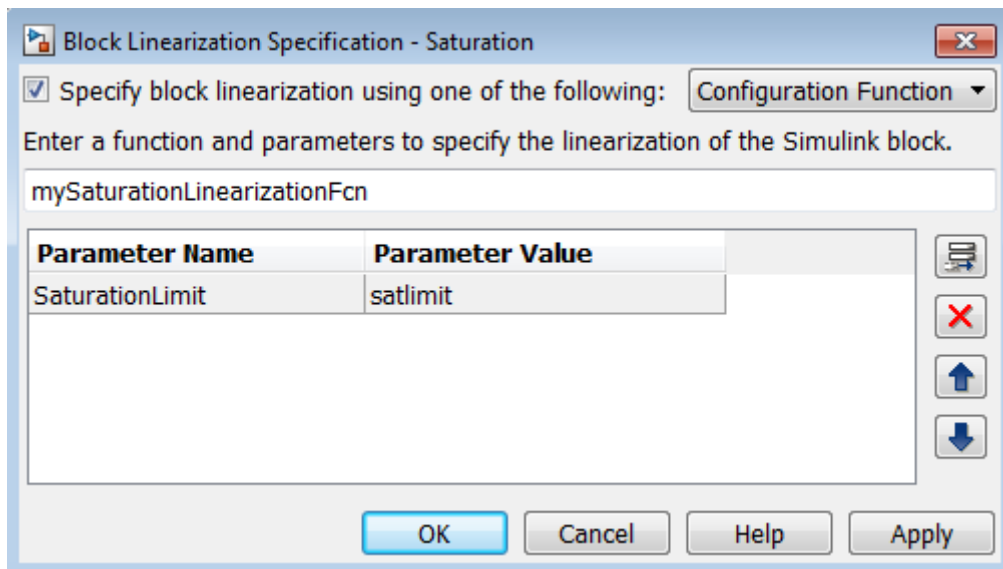 Block Linearization Specification - Saturation
Specify block linearization using one of the following: Configuration Function
Enter a function and parameters to specify the linearization of the Simulink block.
mySaturationLinearizationFcn
Parameter Name Parameter Value
SaturationLimit satlimit
OK Cancel Help Apply